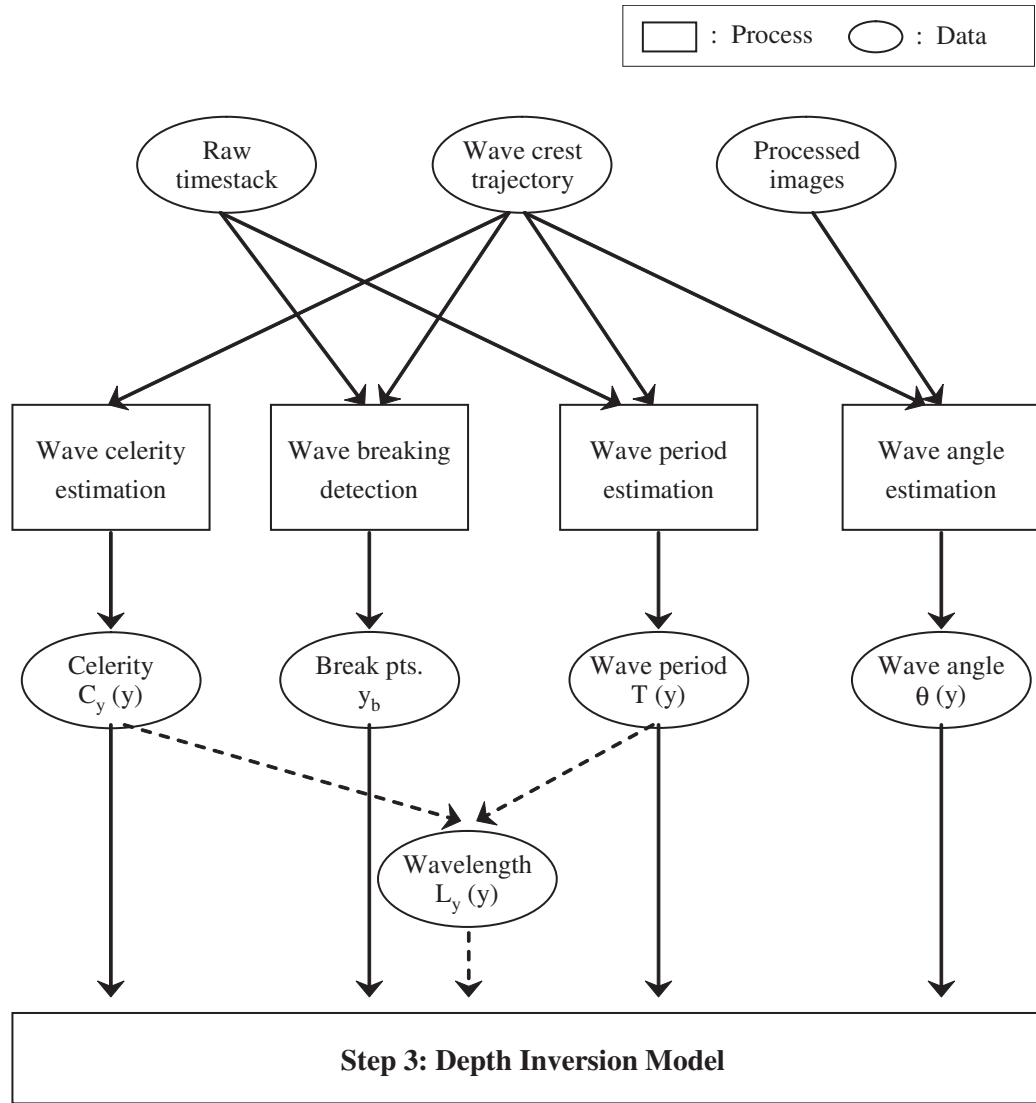 : Process : Data
Raw
timestack
Wave crest
trajectory
Processed
images
Wave celerity
estimation
Wave breaking
detection
Wave period
estimation
Wave angle
estimation
Celerity
C_y (y)
Break pts.
y_b
Wave period
T (y)
Wave angle
θ (y)
Wavelength
L_y (y)
Step 3: Depth Inversion Model